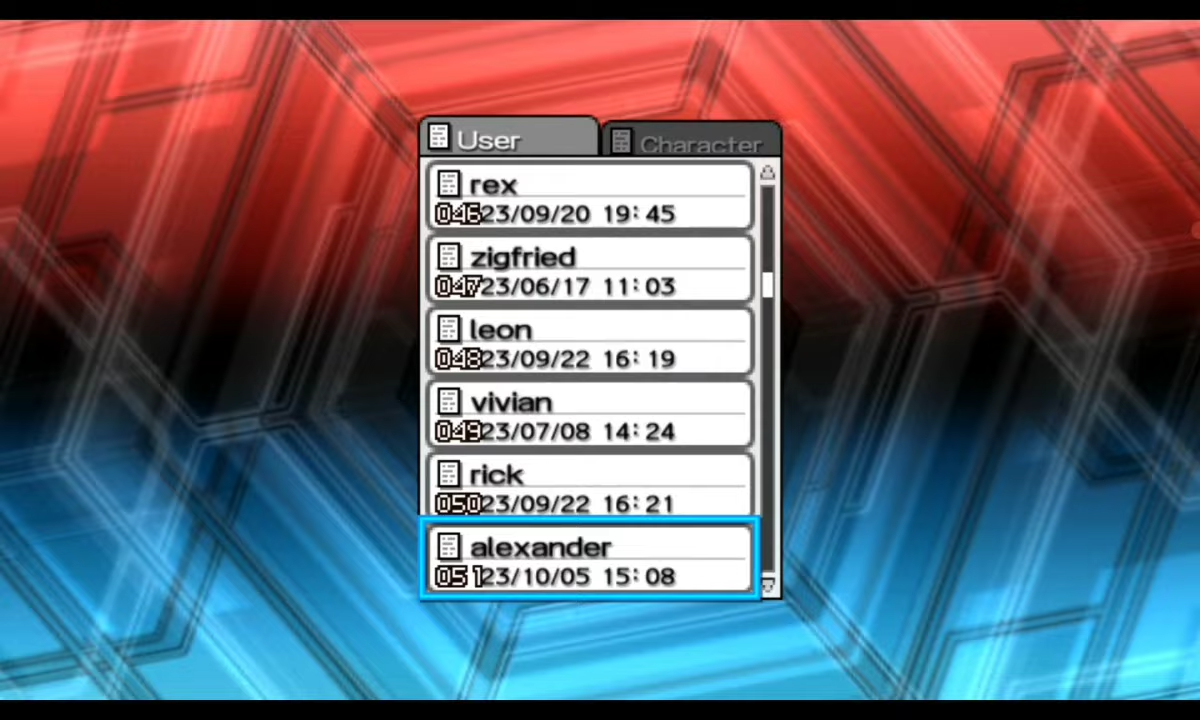 User
Character
rex
046 23/09/20 19:45
zigfried
047 23/06/17 11:03
leon
048 23/09/22 16:19
vivian
049 23/07/08 14:24
rick
050 23/09/22 16:21
alexander
051 23/10/05 15:08